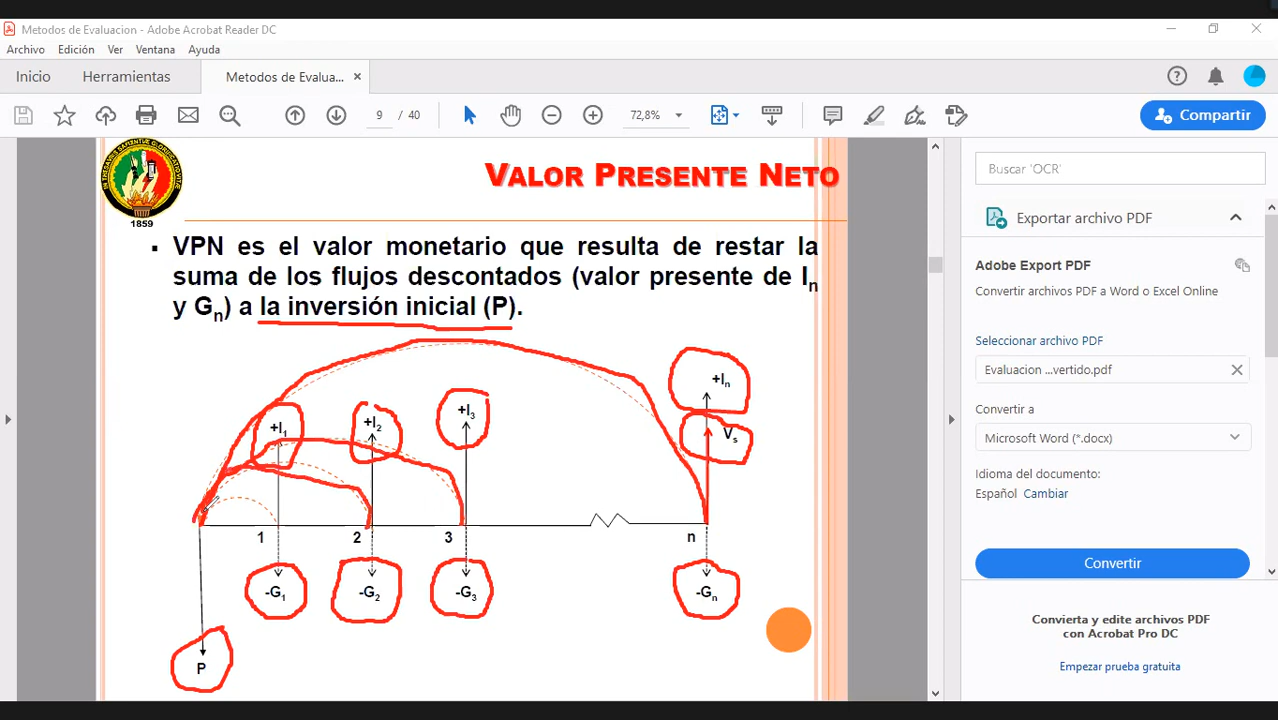 Metodos de Evaluacion - Adobe Acrobat Reader DC
Archivo Edición Ver Ventana Ayuda
Inicio Herramientas Metodos de Evalua... ×
9 / 40 72,8% Compartir
VALOR PRESENTE NETO
1859
▪ VPN es el valor monetario que resulta de restar la
suma de los flujos descontados (valor presente de In
y Gn) a la inversión inicial (P).
+In
+I3
+I2
+I1
Vs
1 2 3 n
-G1 -G2 -G3 -Gn
P
Buscar 'OCR'
Exportar archivo PDF
Adobe Export PDF
Convertir archivos PDF a Word o Excel Online
Seleccionar archivo PDF
Evaluacion ...vertido.pdf
Convertir a
Microsoft Word (*.docx)
Idioma del documento:
Español Cambiar
Convertir
Convierta y edite archivos PDF
con Acrobat Pro DC
Empezar prueba gratuita